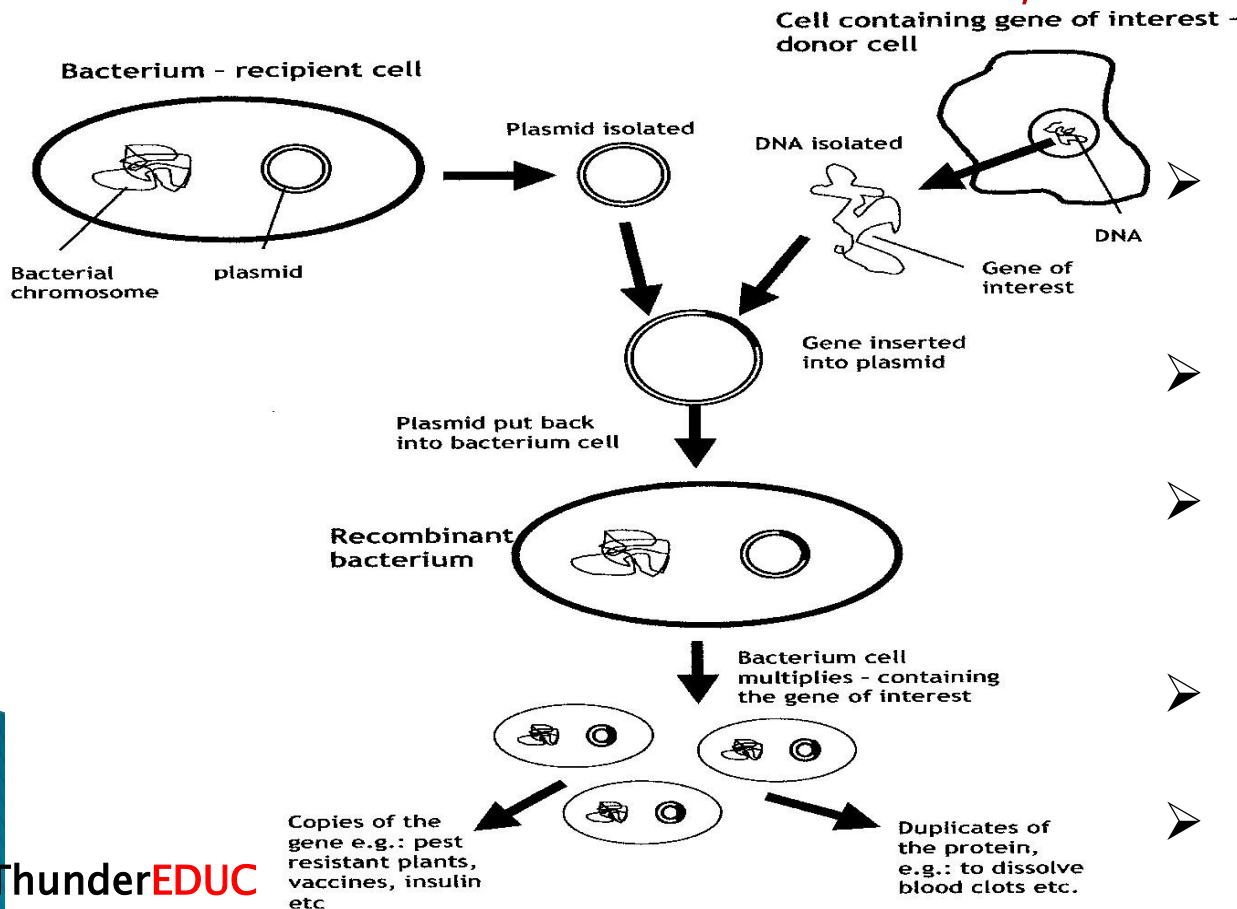 Cell containing gene of interest -
donor cell
Bacterium - recipient cell
Plasmid isolated
DNA isolated
DNA
Bacterial
chromosome
plasmid
Gene of
interest
Gene inserted
into plasmid
Plasmid put back
into bacterium cell
Recombinant
bacterium
Bacterium cell
multiplies - containing
the gene of interest
Copies of the
gene e.g.: pest
resistant plants,
vaccines, insulin
etc
Duplicates of
the protein,
e.g.: to dissolve
blood clots etc.
ThunderEDUC